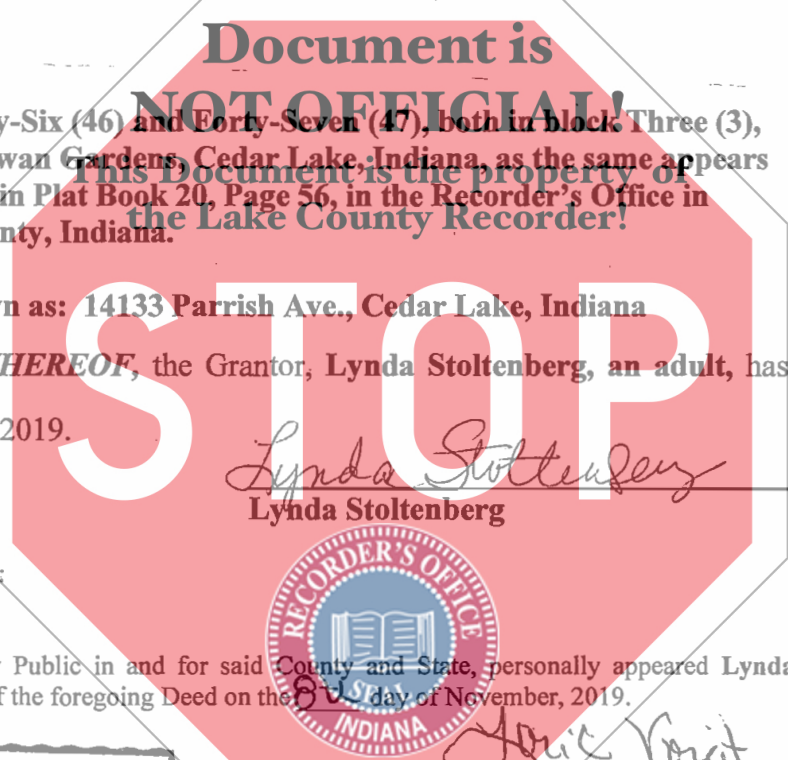 Document is
NOT OFFICIAL!
y-Six (46) and Forty-Seven (47), both in block Three (3),
wan Gardens, Cedar Lake, Indiana, as the same appears
This Document is the property of
in Plat Book 20, Page 56, in the Recorder's Office in
the Lake County Recorder!
nty, Indiana.
n as: 14133 Parrish Ave., Cedar Lake, Indiana
STOP
HEREOF, the Grantor, Lynda Stoltenberg, an adult, has
2019.
Lynda Stoltenberg
Lynda Stoltenberg
RECORDER'S OFFICE
SEAL
INDIANA
Public in and for said County and State, personally appeared Lynda
f the foregoing Deed on the 8 day of November, 2019.